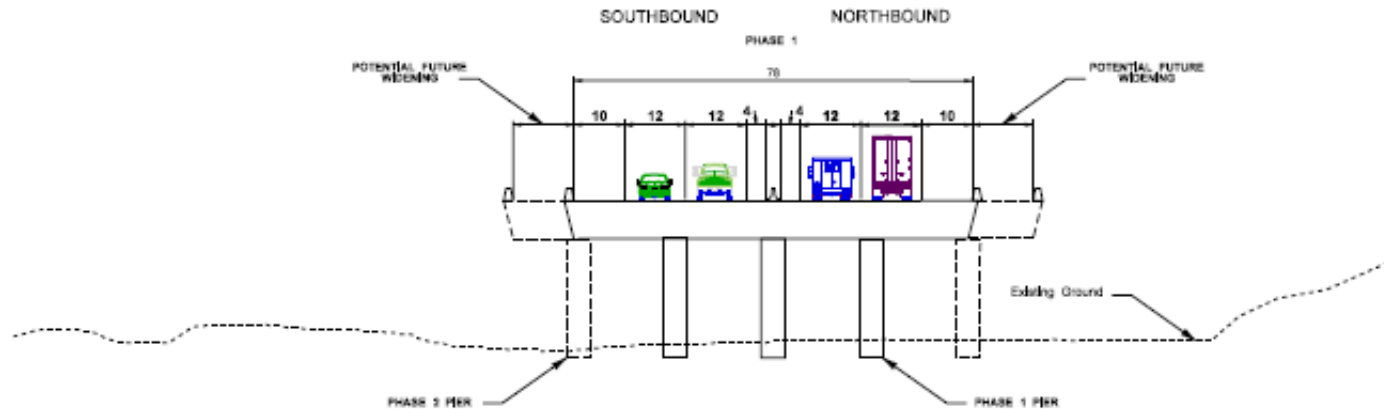 SOUTHBOUND NORTHBOUND
PHASE 1
POTENTIAL FUTURE
WIDENING
78
POTENTIAL FUTURE
WIDENING
10 12 12 4 4 12 12 10
Existing Ground
PHASE 2 PIER
PHASE 1 PIER